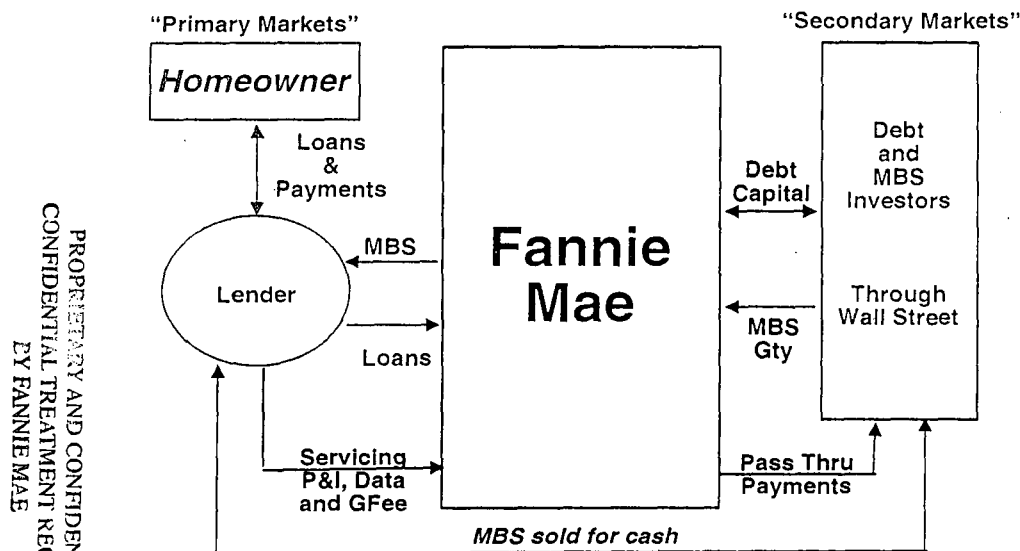 "Primary Markets"
"Secondary Markets"
Homeowner
Loans
&
Payments
Lender
MBS
Loans
Servicing
P&I, Data
and GFee
Fannie
Mae
Debt
Capital
MBS
Gty
Pass Thru
Payments
Debt
and
MBS
Investors
Through
Wall Street
MBS sold for cash
PROPRIETARY AND
CONFIDENTIAL TREATMENT
BY FANNIE MAE